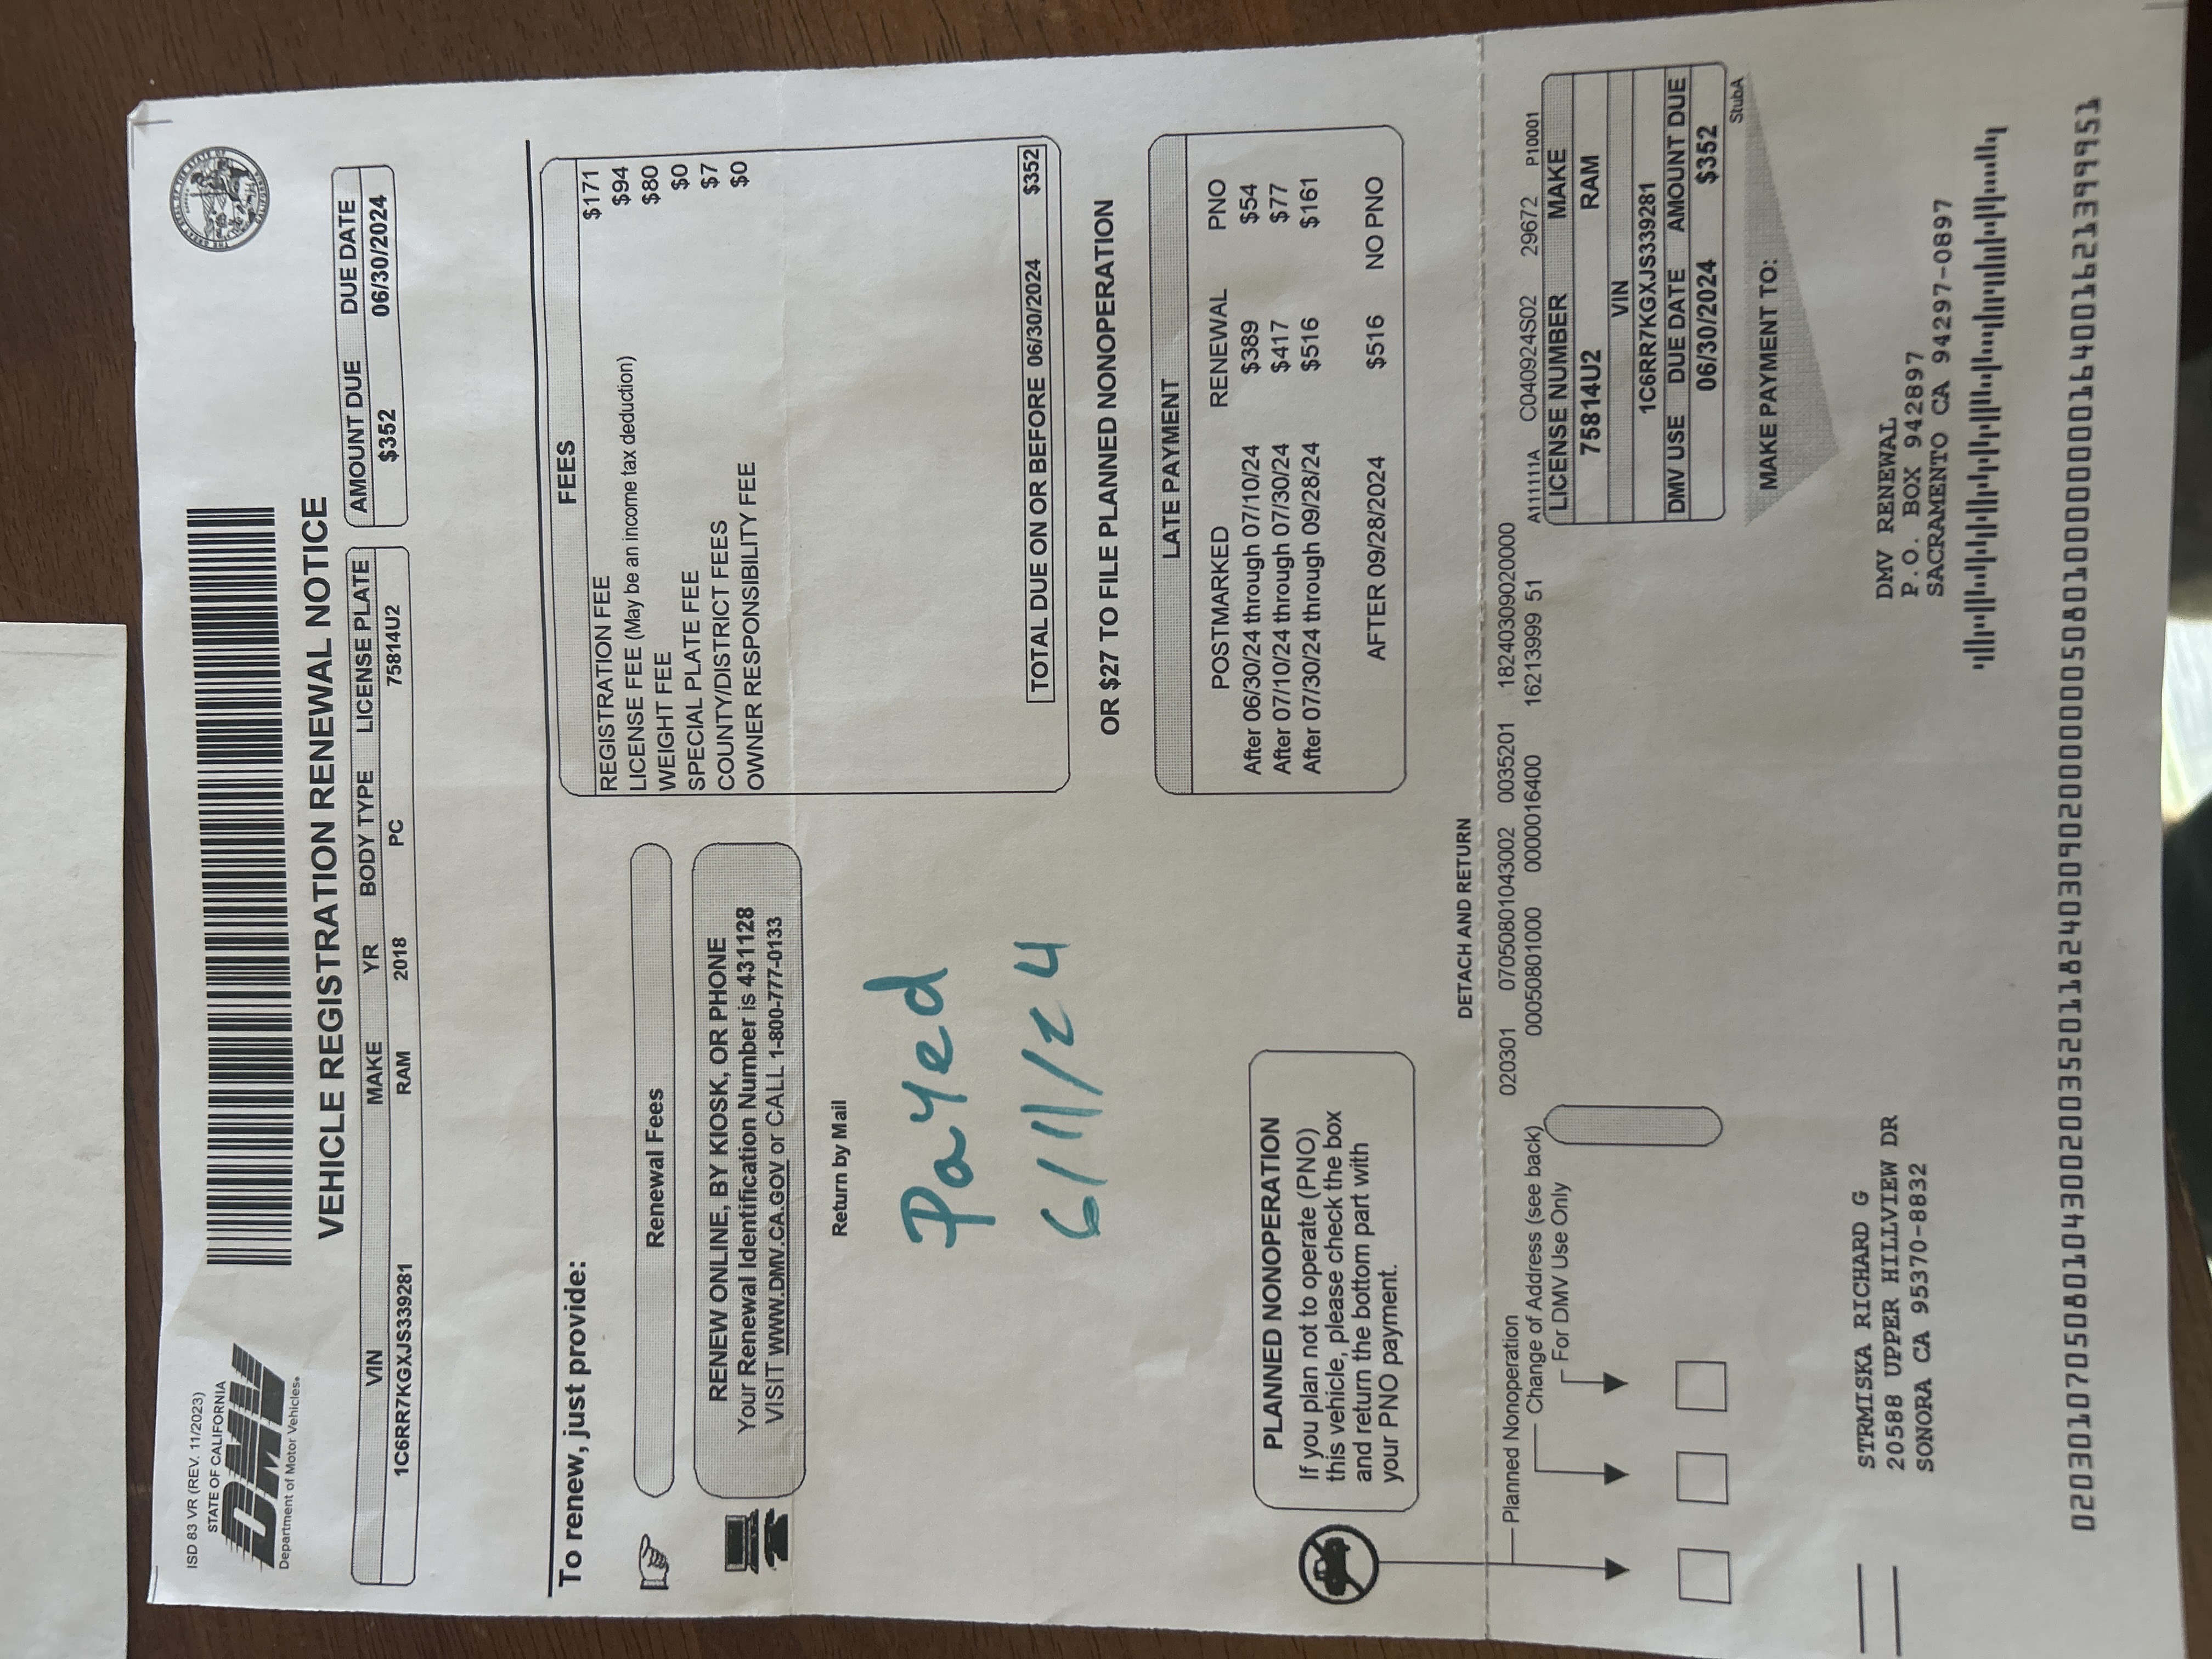 ISD 83 VR (REV. 11/2023)
STATE OF CALIFORNIA
DMV
Department of Motor Vehicles
VEHICLE REGISTRATION RENEWAL NOTICE
VIN MAKE YR BODY TYPE LICENSE PLATE
1C6RR7KGXJS339281 RAM 2018 PC 75814U2
AMOUNT DUE DUE DATE
$352 06/30/2024
To renew, just provide:
Renewal Fees
RENEW ONLINE, BY KIOSK, OR PHONE
Your Renewal Identification Number is 431128
VISIT WWW.DMV.CA.GOV or CALL 1-800-777-0133
Return by Mail
Payed
6/11/24
FEES
REGISTRATION FEE $171
LICENSE FEE (May be an income tax deduction) $94
WEIGHT FEE $80
SPECIAL PLATE FEE $0
COUNTY/DISTRICT FEES $7
OWNER RESPONSIBILITY FEE $0
TOTAL DUE ON OR BEFORE 06/30/2024 $352
OR $27 TO FILE PLANNED NONOPERATION
LATE PAYMENT
POSTMARKED RENEWAL PNO
After 06/30/24 through 07/10/24 $389 $54
After 07/10/24 through 07/30/24 $417 $77
After 07/30/24 through 09/28/24 $516 $161
AFTER 09/28/2024 $516 NO PNO
PLANNED NONOPERATION
If you plan not to operate (PNO)
this vehicle, please check the box
and return the bottom part with
your PNO payment.
DETACH AND RETURN
Planned Nonoperation
Change of Address (see back)
For DMV Use Only
020301 07050801043002 0035201 18240309020000
00050801000 0000016400 16213999 51
A111111A C040924S02 29672 P10001
LICENSE NUMBER MAKE
75814U2 RAM
VIN
1C6RR7KGXJS339281
DMV USE DUE DATE AMOUNT DUE
06/30/2024 $352
StubA
MAKE PAYMENT TO:
STRMISKA RICHARD G
20588 UPPER HILLVIEW DR
SONORA CA 95370-8832
DMV RENEWAL
P.O. BOX 942897
SACRAMENTO CA 94297-0897
0203010705080104300200352011824030902000000050801000000000164001621399951